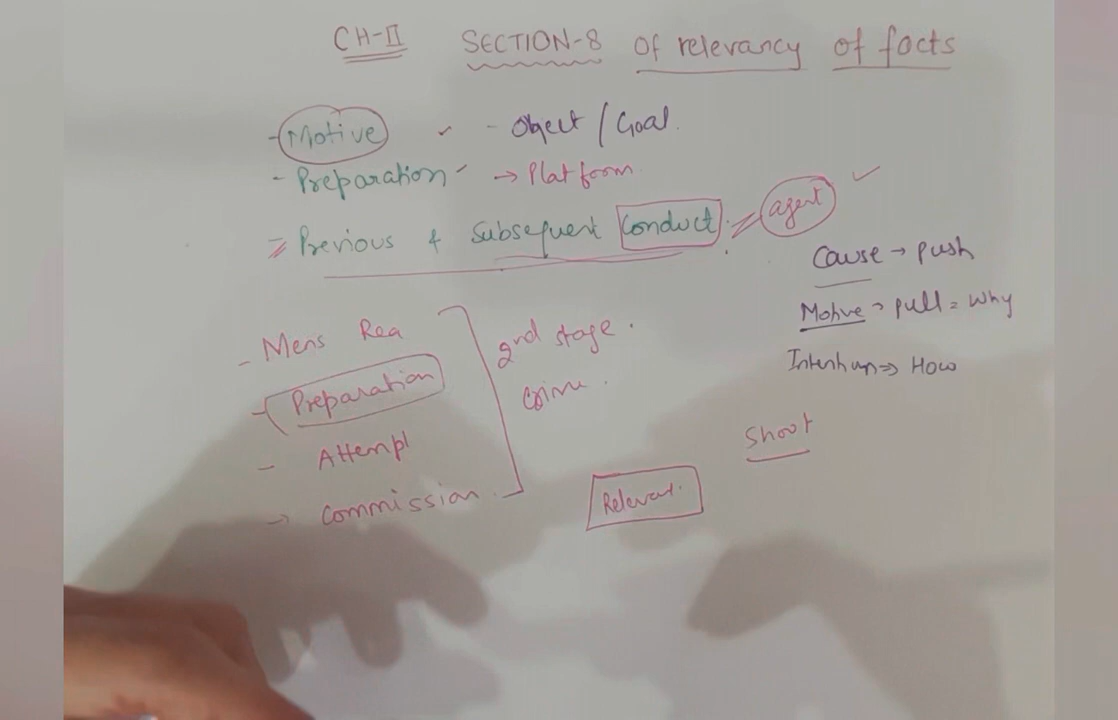 CH-II SECTION-8 of relevancy of facts
- Motive - Object / Goal.
- Preparation → Platform.
Previous & Subsequent Conduct. agent
Cause → push
Motive → pull = why
Intention => How
- Mens Rea
- Preparation
- Attempt
→ Commission.
2nd stage.
crime.
Shoot
Relevant.